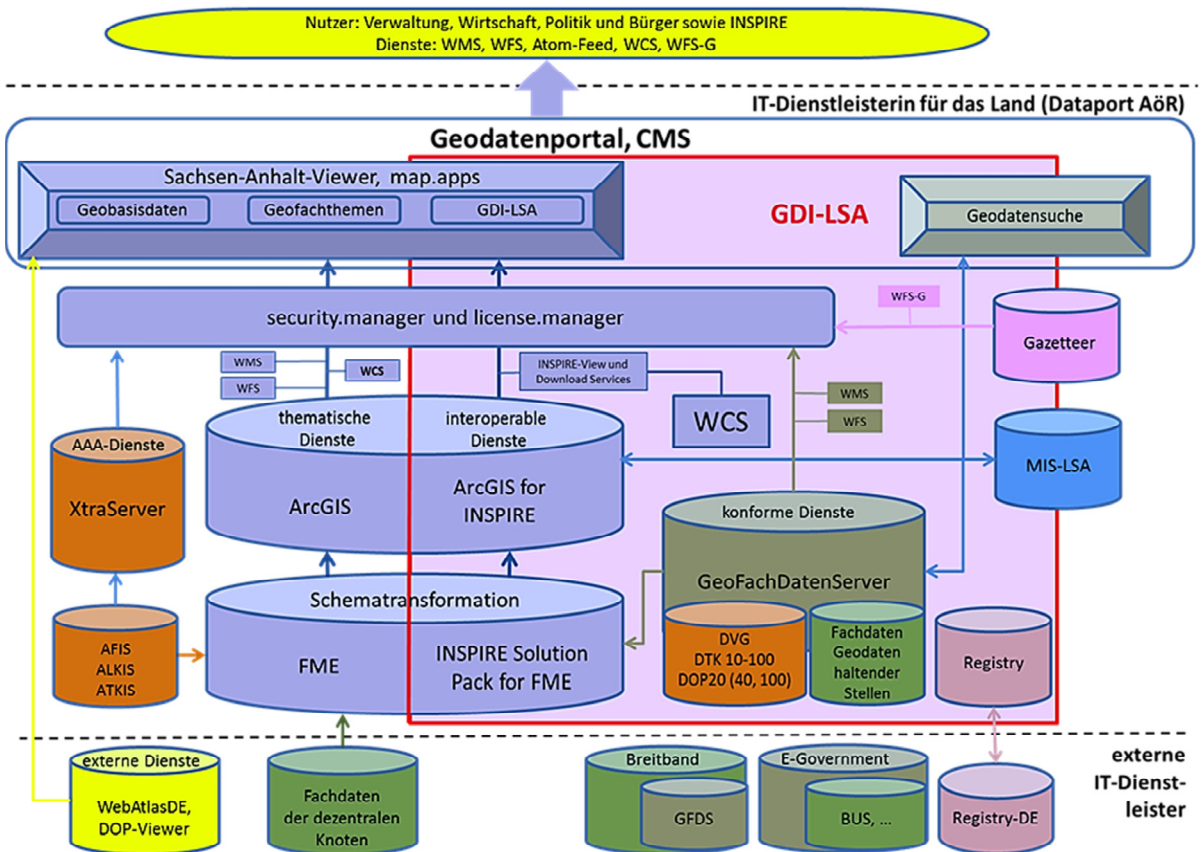 Nutzer: Verwaltung, Wirtschaft, Politik und Bürger sowie INSPIRE
Dienste: WMS, WFS, Atom-Feed, WCS, WFS-G
IT-Dienstleisterin für das Land (Dataport AöR)
Geodatenportal, CMS
Sachsen-Anhalt-Viewer, map.apps
Geobasisdaten
Geofachthemen
GDI-LSA
GDI-LSA
Geodatensuche
security.manager und license.manager
WFS-G
Gazetteer
WMS
WFS
WCS
INSPIRE-View und
Download Services
WCS
WMS
WFS
AAA-Dienste
XtraServer
thematische
Dienste
ArcGIS
interoperable
Dienste
ArcGIS for
INSPIRE
MIS-LSA
konforme Dienste
GeoFachDatenServer
Schematransformation
FME
INSPIRE Solution
Pack for FME
AFIS
ALKIS
ATKIS
DVG
DTK 10-100
DOP20 (40, 100)
Fachdaten
Geodaten
haltender
Stellen
Registry
externe Dienste
WebAtlasDE,
DOP-Viewer
Fachdaten
der dezentralen
Knoten
Breitband
GFDS
E-Government
BUS, ...
Registry-DE
externe
IT-Dienst-
leister